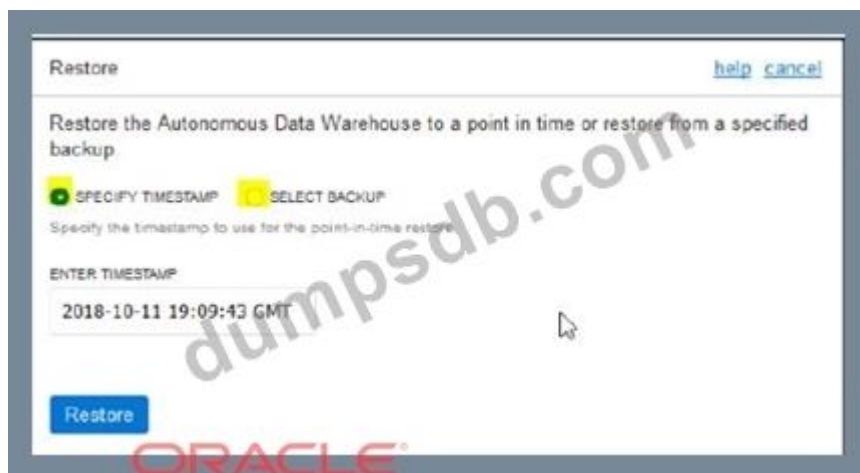 Restore
help cancel
Restore the Autonomous Data Warehouse to a point in time or restore from a specified
backup
SPECIFY TIMESTAMP SELECT BACKUP
Specify the timestamp to use for the point-in-time restore
ENTER TIMESTAMP
2018-10-11 19:09:43 GMT
Restore
dumpsdb.com
ORACLE